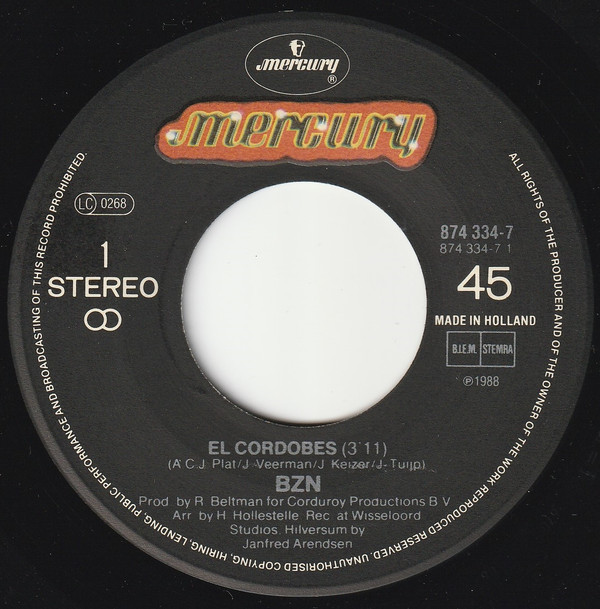 mercury
®
mercury
LC 0268
1
STEREO
874 334-7
874 334-7 1
45
MADE IN HOLLAND
B.I.E.M. STEMRA
℗1988
EL CORDOBES (3'11)
(A.C.J. Plat/J. Veerman/J. Keizer/J. Tuijp)
BZN
Prod. by R. Beltman for Corduroy Productions B.V.
Arr. by H. Hollestelle Rec. at Wisseloord
Studios, Hilversum by
Janfred Arendsen
ALL RIGHTS OF THE PRODUCER AND OF THE OWNER OF THE WORK REPRODUCED RESERVED. UNAUTHORISED COPYING, HIRING, LENDING, PUBLIC PERFORMANCE AND BROADCASTING OF THIS RECORD PROHIBITED.